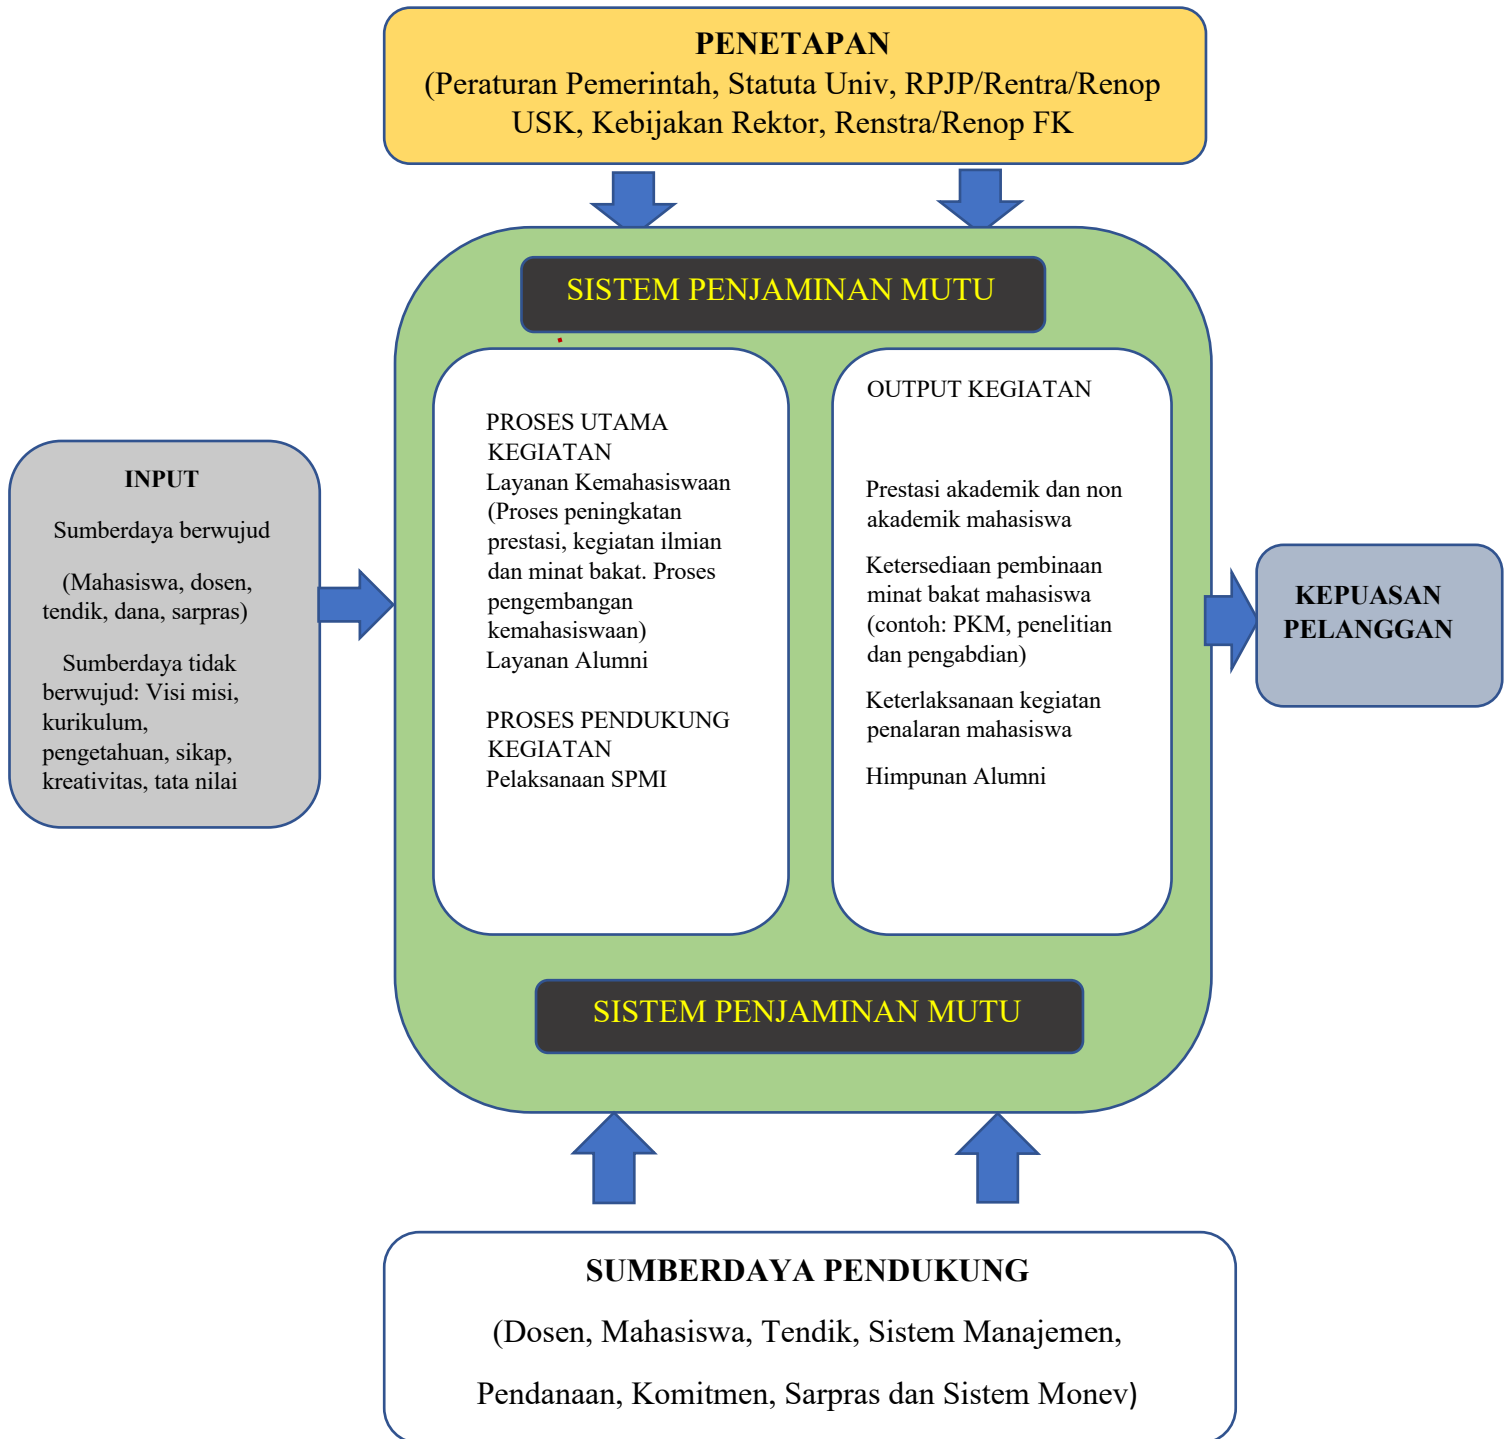 PENETAPAN
(Peraturan Pemerintah, Statuta Univ, RPJP/Rentra/Renop
USK, Kebijakan Rektor, Renstra/Renop FK
SISTEM PENJAMINAN MUTU
INPUT
Sumberdaya berwujud
(Mahasiswa, dosen,
tendik, dana, sarpras)
Sumberdaya tidak
berwujud: Visi misi,
kurikulum,
pengetahuan, sikap,
kreativitas, tata nilai
PROSES UTAMA
KEGIATAN
Layanan Kemahasiswaan
(Proses peningkatan
prestasi, kegiatan ilmian
dan minat bakat. Proses
pengembangan
kemahasiswaan)
Layanan Alumni
PROSES PENDUKUNG
KEGIATAN
Pelaksanaan SPMI
OUTPUT KEGIATAN
Prestasi akademik dan non
akademik mahasiswa
Ketersediaan pembinaan
minat bakat mahasiswa
(contoh: PKM, penelitian
dan pengabdian)
Keterlaksanaan kegiatan
penalaran mahasiswa
Himpunan Alumni
KEPUASAN
PELANGGAN
SISTEM PENJAMINAN MUTU
SUMBERDAYA PENDUKUNG
(Dosen, Mahasiswa, Tendik, Sistem Manajemen,
Pendanaan, Komitmen, Sarpras dan Sistem Monev)